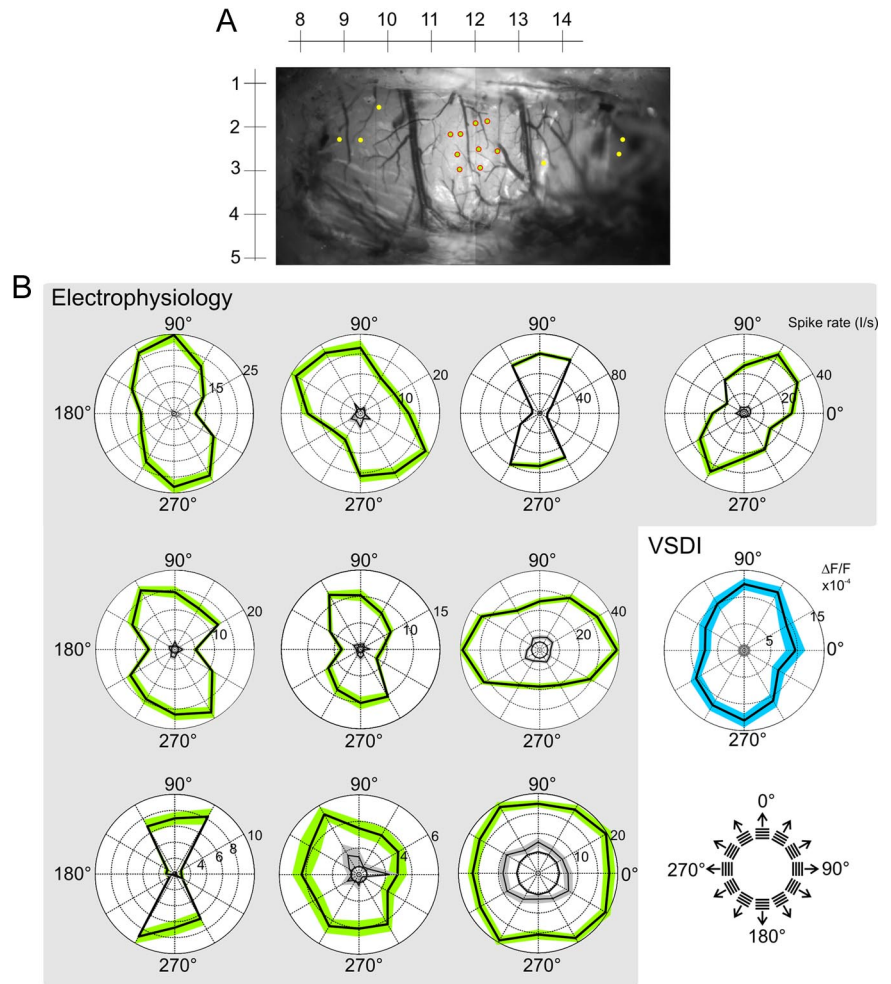 A
8 9 10 11 12 13 14
1
2
3
4
5
B
Electrophysiology
90° 90° 90° 90° Spike rate (I/s)
25 20 80 40
15 10 40 20
180° 0°
270° 270° 270° 270°
VSDI
90° 90° 90° 90° ΔF/F
x10-4
20 15 40 15
10 10 20 5
180° 0°
270° 270° 270° 270°
90° 90° 90° 0°
10 6 20
8
6
4 4 10
180° 0° 270° 90°
270° 270° 270° 180°